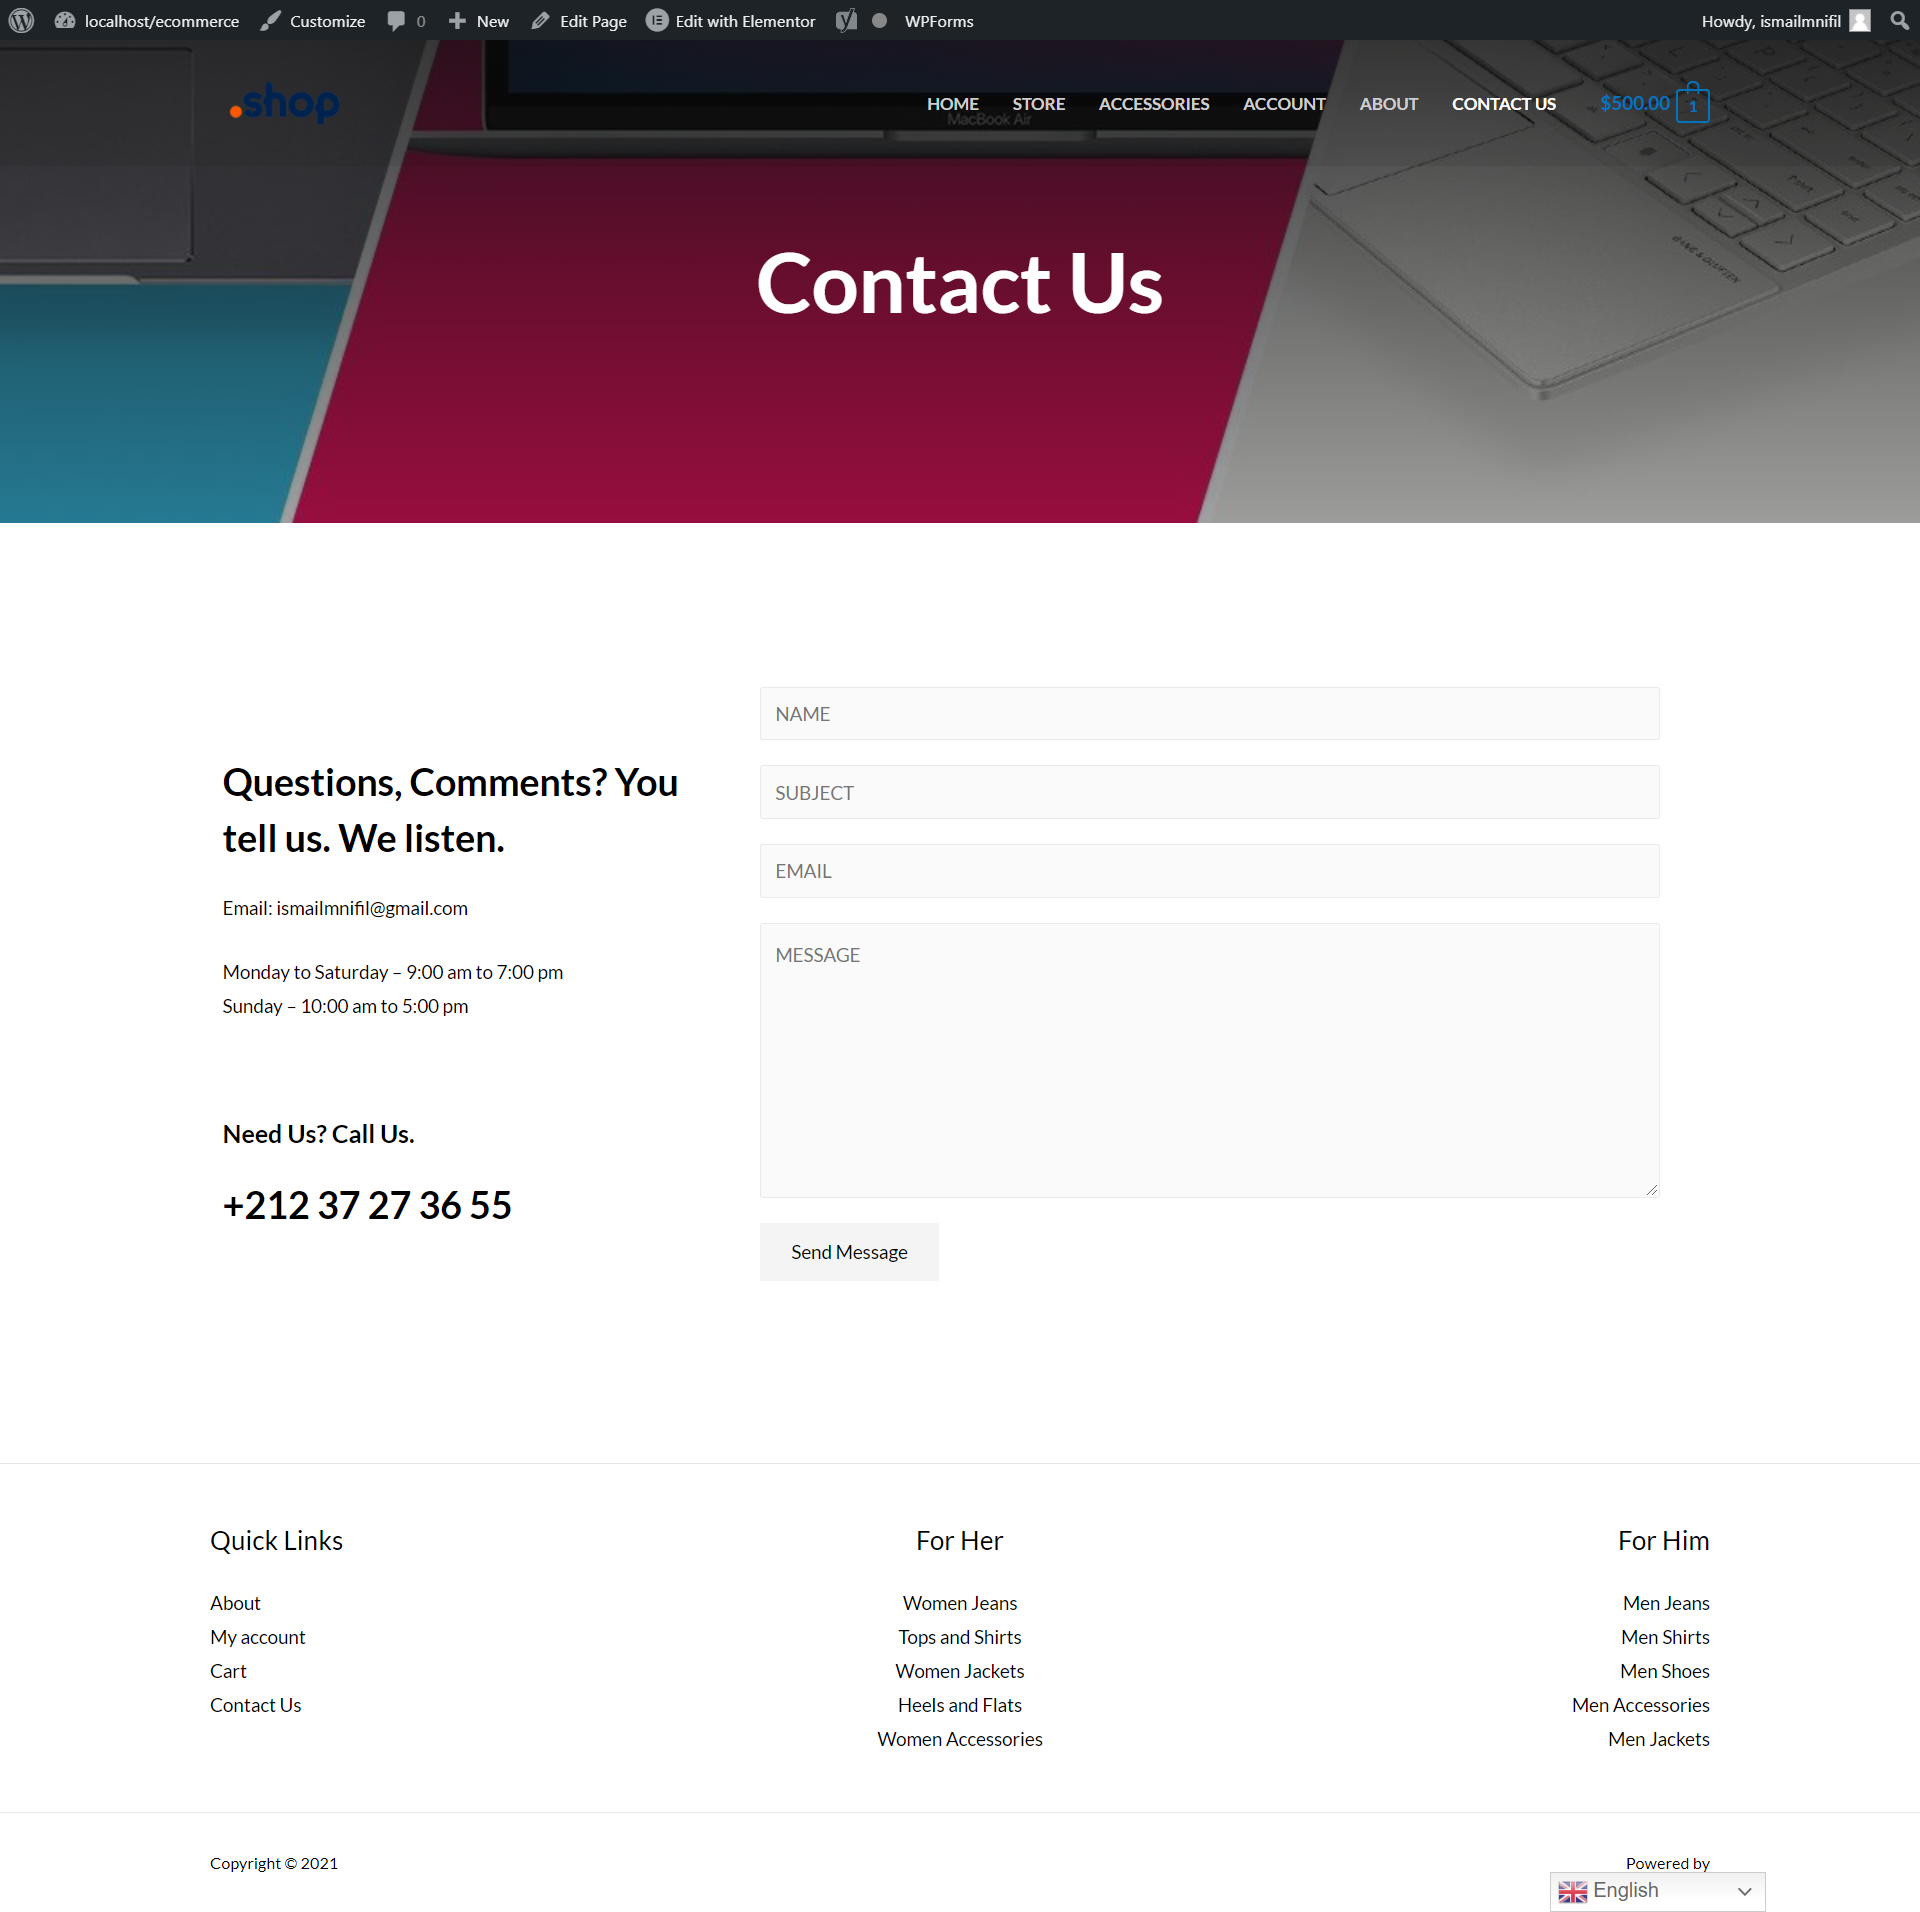 localhost/ecommerce Customize 0 New Edit Page Edit with Elementor WPForms Howdy, ismailmnifil
.shop HOME STORE ACCESSORIES ACCOUNT ABOUT CONTACT US $500.00 1
MacBook Air
BANG & OLUFSEN
Contact Us
NAME
SUBJECT
EMAIL
MESSAGE
Send Message
Questions, Comments? You
tell us. We listen.
Email: ismailmnifil@gmail.com
Monday to Saturday – 9:00 am to 7:00 pm
Sunday – 10:00 am to 5:00 pm
Need Us? Call Us.
+212 37 27 36 55
Quick Links
About
My account
Cart
Contact Us
For Her
Women Jeans
Tops and Shirts
Women Jackets
Heels and Flats
Women Accessories
For Him
Men Jeans
Men Shirts
Men Shoes
Men Accessories
Men Jackets
Copyright © 2021
Powered by
English